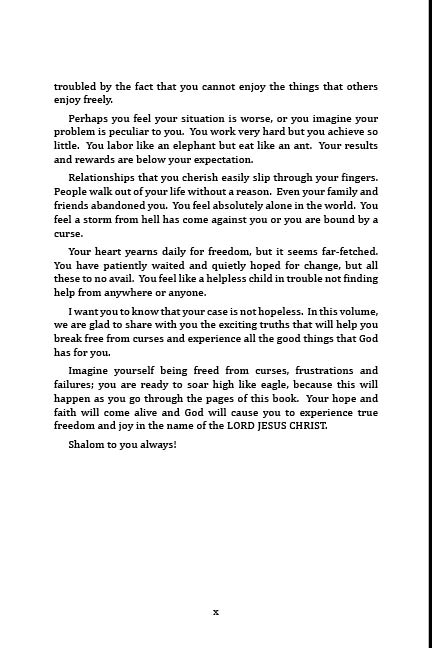 troubled by the fact that you cannot enjoy the things that others
enjoy freely.
Perhaps you feel your situation is worse, or you imagine your
problem is peculiar to you. You work very hard but you achieve so
little. You labor like an elephant but eat like an ant. Your results
and rewards are below your expectation.
Relationships that you cherish easily slip through your fingers.
People walk out of your life without a reason. Even your family and
friends abandoned you. You feel absolutely alone in the world. You
feel a storm from hell has come against you or you are bound by a
curse.
Your heart yearns daily for freedom, but it seems far-fetched.
You have patiently waited and quietly hoped for change, but all
these to no avail. You feel like a helpless child in trouble not finding
help from anywhere or anyone.
I want you to know that your case is not hopeless. In this volume,
we are glad to share with you the exciting truths that will help you
break free from curses and experience all the good things that God
has for you.
Imagine yourself being freed from curses, frustrations and
failures; you are ready to soar high like eagle, because this will
happen as you go through the pages of this book. Your hope and
faith will come alive and God will cause you to experience true
freedom and joy in the name of the LORD JESUS CHRIST.
Shalom to you always!
x